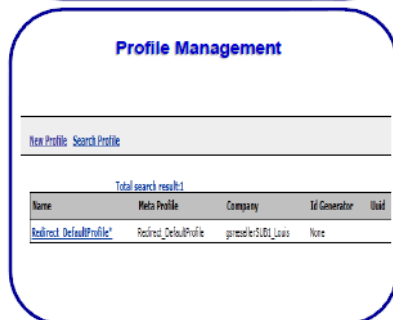 Profile Management
New Profile Search Profile
Total search result:1
Name Meta Profile Company Id Generator Uuid
Redirect_DefaultProfile* Redirect_DefaultProfile gsresellerSUB1_Louis None